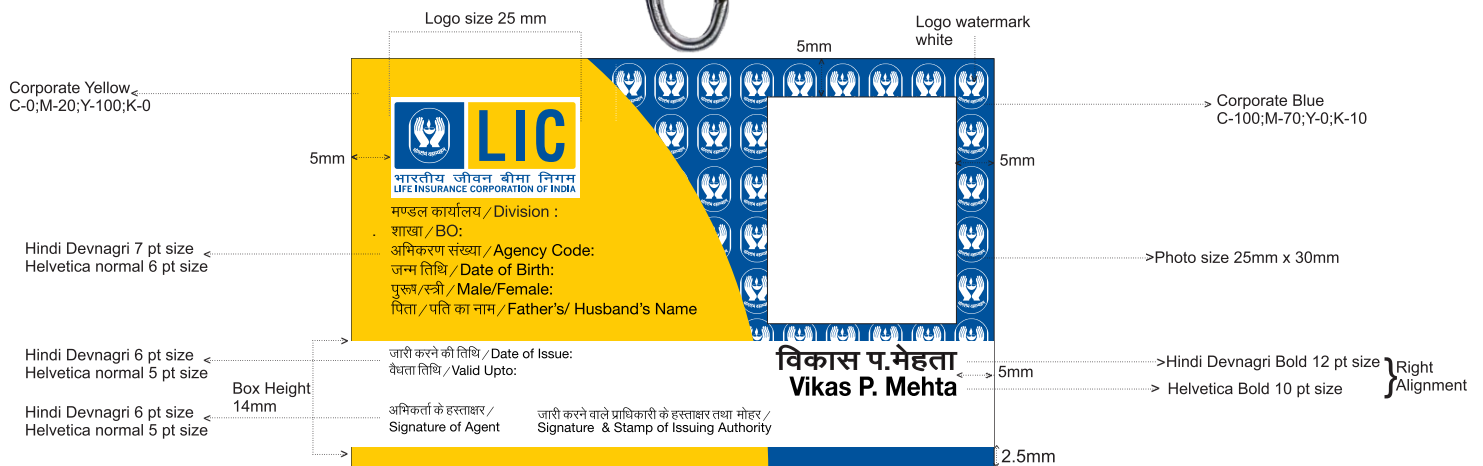 Logo size 25 mm
Logo watermark
white
5mm
Corporate Yellow
C-0;M-20;Y-100;K-0
Corporate Blue
C-100;M-70;Y-0;K-10
5mm
LIC
भारतीय जीवन बीमा निगम
LIFE INSURANCE CORPORATION OF INDIA
5mm
मण्डल कार्यालय/Division :
शाखा/BO:
अभिकरण संख्या/Agency Code:
जन्म तिथि/Date of Birth:
पुरूष/स्त्री/Male/Female:
पिता/पति का नाम/Father's/ Husband's Name
Hindi Devnagri 7 pt size
Helvetica normal 6 pt size
Photo size 25mm x 30mm
Hindi Devnagri 6 pt size
Helvetica normal 5 pt size
जारी करने की तिथि/Date of Issue:
वैधता तिथि/Valid Upto:
विकास प.मेहता
Vikas P. Mehta
5mm
Hindi Devnagri Bold 12 pt size
Helvetica Bold 10 pt size
Right
Alignment
Box Height
14mm
Hindi Devnagri 6 pt size
Helvetica normal 5 pt size
अभिकर्ता के हस्ताक्षर/
Signature of Agent
जारी करने वाले प्राधिकारी के हस्ताक्षर तथा मोहर/
Signature & Stamp of Issuing Authority
2.5mm